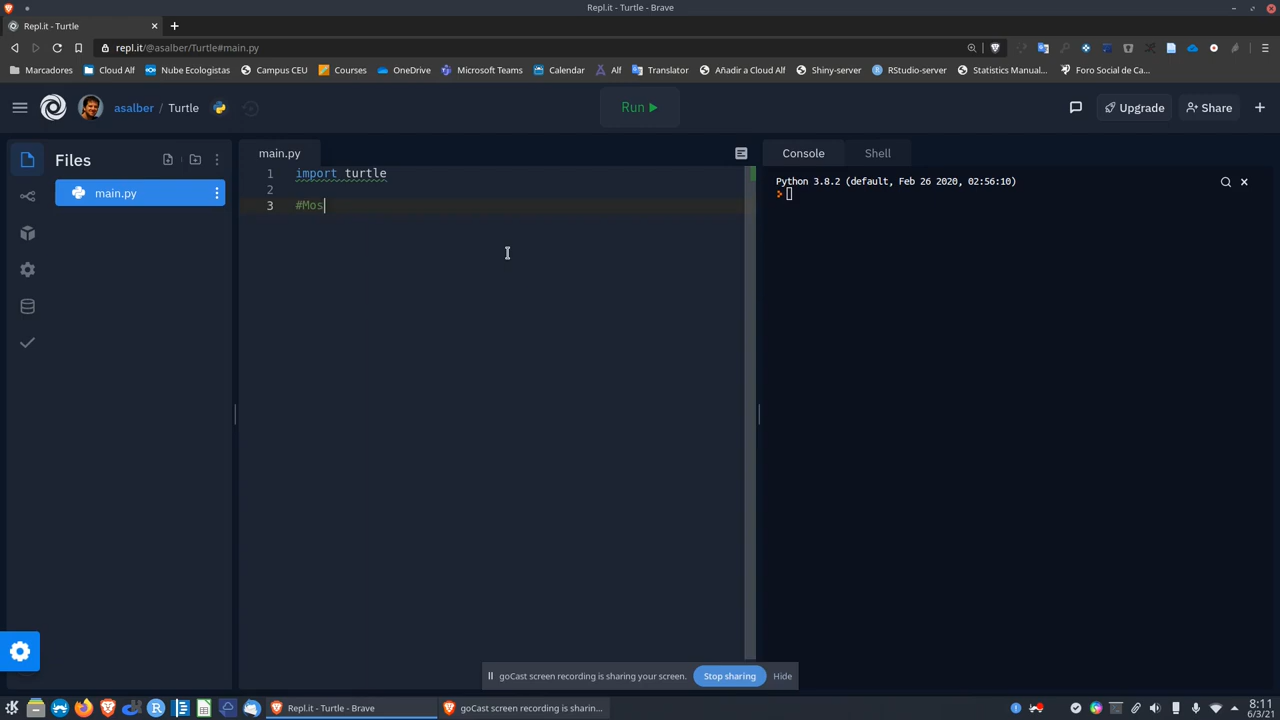 Repl.it - Turtle - Brave
Repl.it - Turtle
repl.it/@asalber/Turtle#main.py
Marcadores Cloud Alf Nube Ecologistas Campus CEU Courses OneDrive Microsoft Teams Calendar Alf Translator Añadir a Cloud Alf Shiny-server RStudio-server Statistics Manual... Foro Social de Ca...
asalber / Turtle Run Upgrade Share
Files
main.py
main.py
1 import turtle
2
3 #Mos
Console Shell
Python 3.8.2 (default, Feb 26 2020, 02:56:10)
goCast screen recording is sharing your screen. Stop sharing Hide
Repl.it - Turtle - Brave goCast screen recording is sharin... 8:11
6/3/21